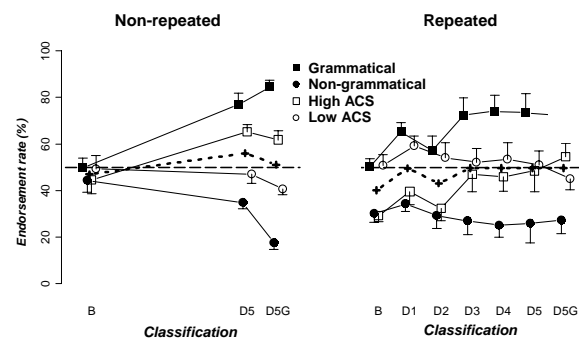 Non-repeated
Repeated
Endorsement rate (%)
100
80
60
40
20
0
Grammatical
Non-grammatical
High ACS
Low ACS
B D5 D5G
Classification
B D1 D2 D3 D4 D5 D5G
Classification